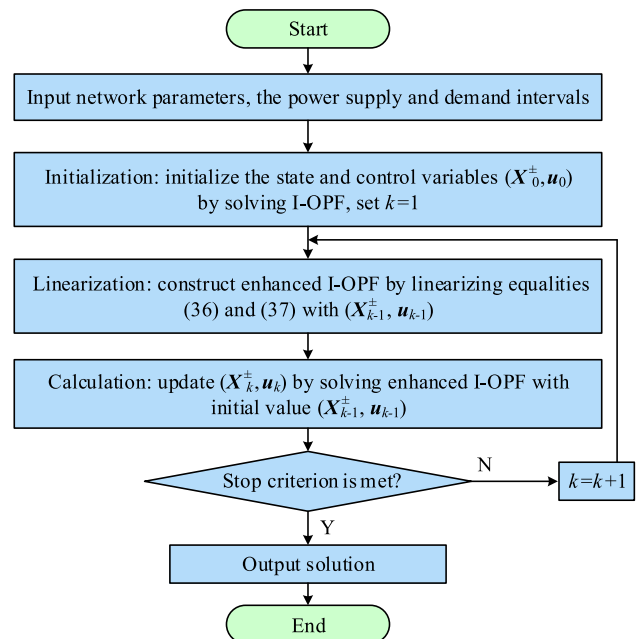 Start
Input network parameters, the power supply and demand intervals
Initialization: initialize the state and control variables (X±0,u0)
by solving I-OPF, set k=1
Linearization: construct enhanced I-OPF by linearizing equalities
(36) and (37) with (X±k-1, uk-1)
Calculation: update (X±k,uk) by solving enhanced I-OPF with
initial value (X±k-1, uk-1)
Stop criterion is met?
N
k=k+1
Y
Output solution
End